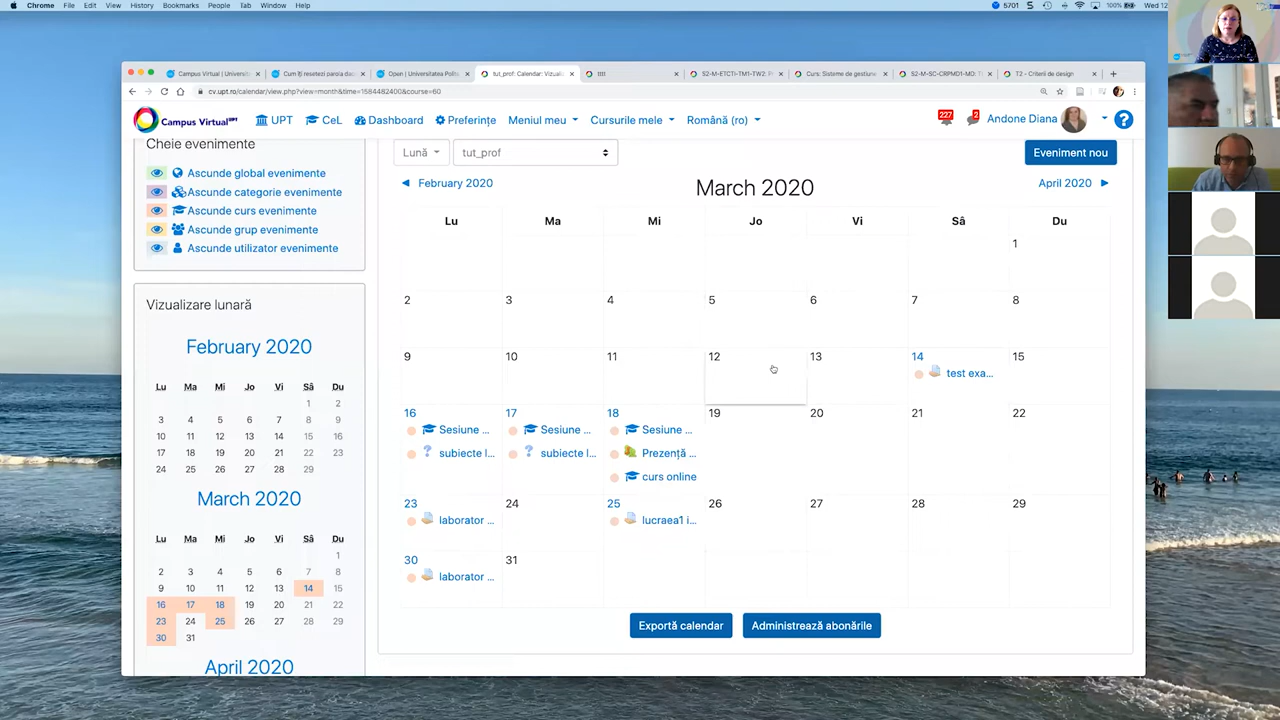 Chrome File Edit View History Bookmarks People Tab Window Help
5701 100% Wed 12
Campus Virtual | Universi
Cum îți resetezi parola da
Open | Universitatea Polit
tut_prof: Calendar: Vizual
tttt
52-M-ETCTI-TM1-TW2:
Curs: Sisteme de gestiune
52-M-SC-CRPMD1-MD: T
T2 - Criterii de design
cv.upt.ro/calendar/view.php?view=month&time=1584482400&course=60
Campus Virtual UPT
UPT CeL Dashboard Preferințe Meniul meu Cursurile mele Română (ro) 227 2 Andone Diana ?
Cheie evenimente
Ascunde global evenimente
Ascunde categorie evenimente
Ascunde curs evenimente
Ascunde grup evenimente
Ascunde utilizator evenimente
Vizualizare lunară
February 2020
Lu Ma Mi Jo Vi Sâ Du
1 2
3 4 5 6 7 8 9
10 11 12 13 14 15 16
17 18 19 20 21 22 23
24 25 26 27 28 29
March 2020
Lu Ma Mi Jo Vi Sâ Du
1
2 3 4 5 6 7 8
9 10 11 12 13 14 15
16 17 18 19 20 21 22
23 24 25 26 27 28 29
30 31
April 2020
Lună tut_prof Eveniment nou
◄ February 2020 March 2020 April 2020 ►
Lu Ma Mi Jo Vi Sâ Du
1
2 3 4 5 6 7 8
9 10 11 12 13 14 15
test exa...
16 17 18 19 20 21 22
Sesiune ... Sesiune ... Sesiune ...
subiecte l... subiecte l... Prezență ...
curs online
23 24 25 26 27 28 29
laborator ... lucraea1 i...
30 31
laborator ...
Exportă calendar Administrează abonările